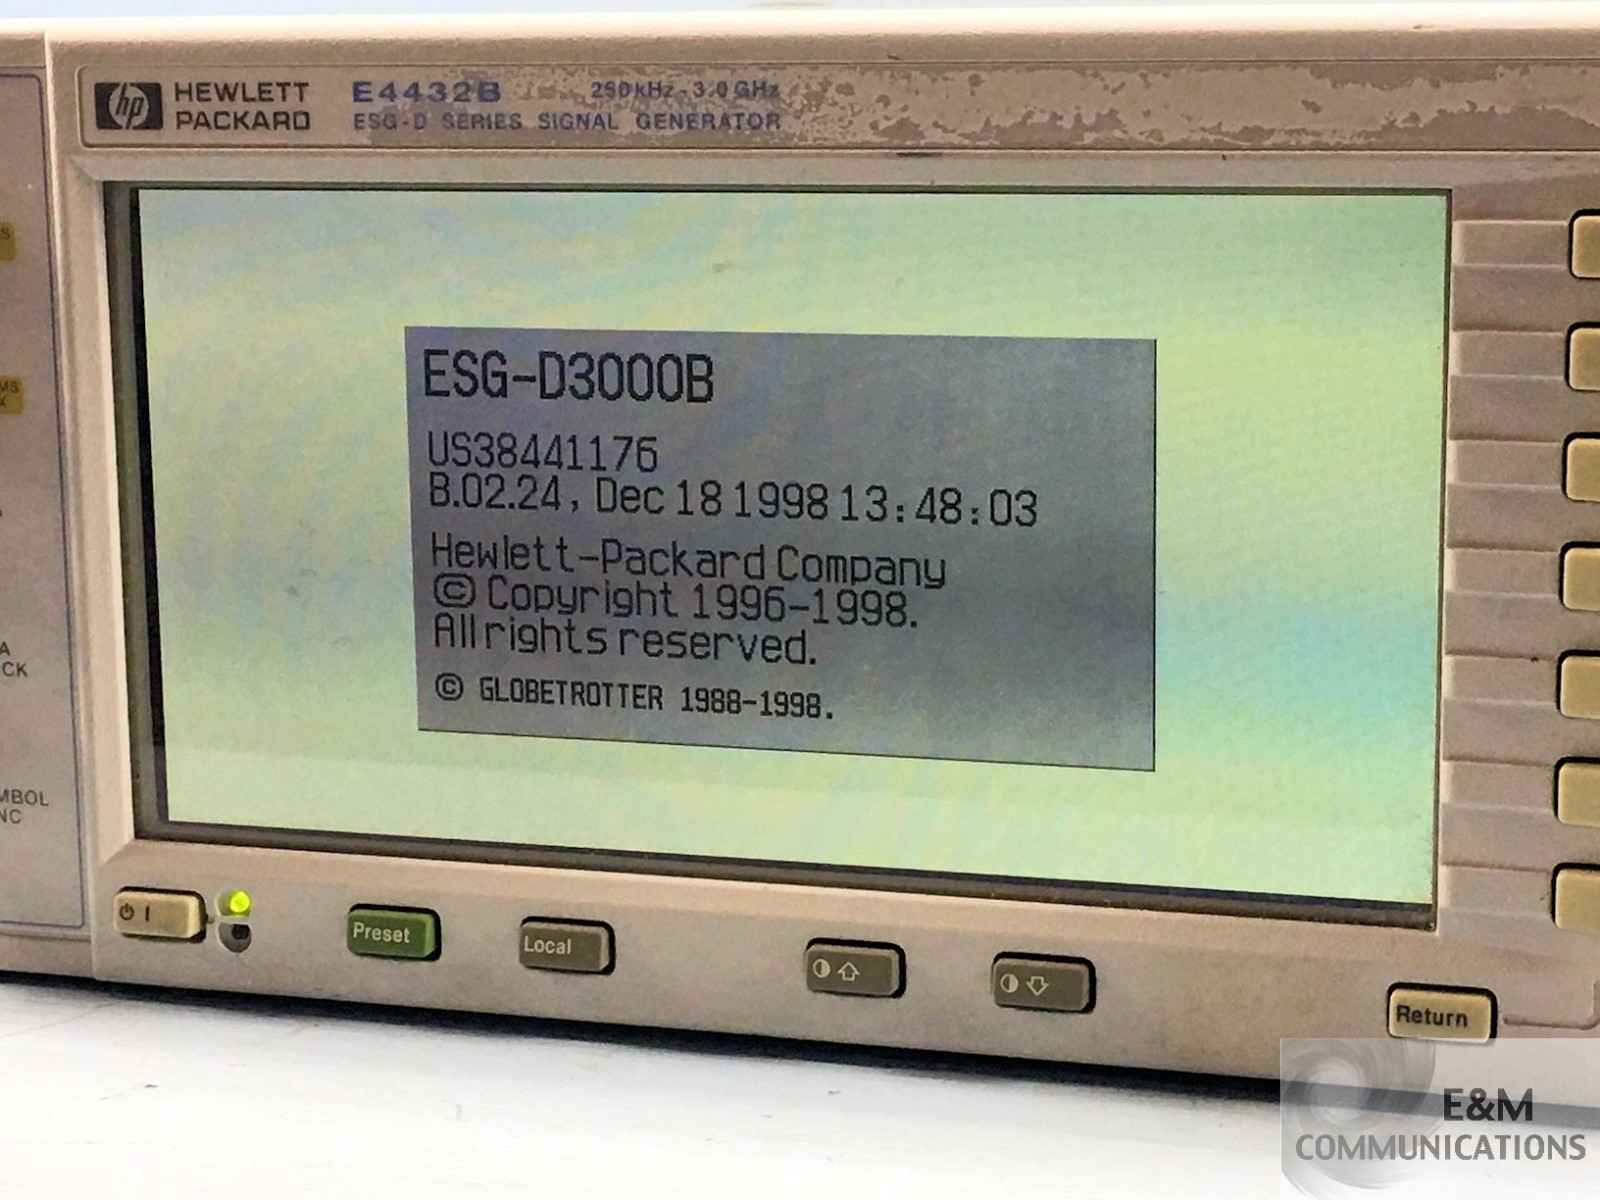 hp HEWLETT PACKARD
E4432B 250 kHz - 3.0 GHz
ESG-D SERIES SIGNAL GENERATOR
ESG-D3000B
US38441176
B.02.24, Dec 18 1998 13:48:03
Hewlett-Packard Company
© Copyright 1996-1998.
All rights reserved.
© GLOBETROTTER 1988-1998.
Preset
Local
Return
E&M
COMMUNICATIONS